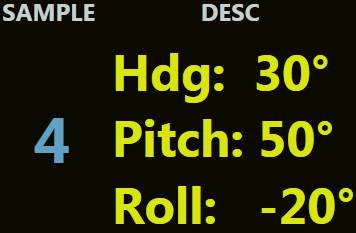 SAMPLE DESC
Hdg: 30°
4 Pitch: 50°
Roll: -20°